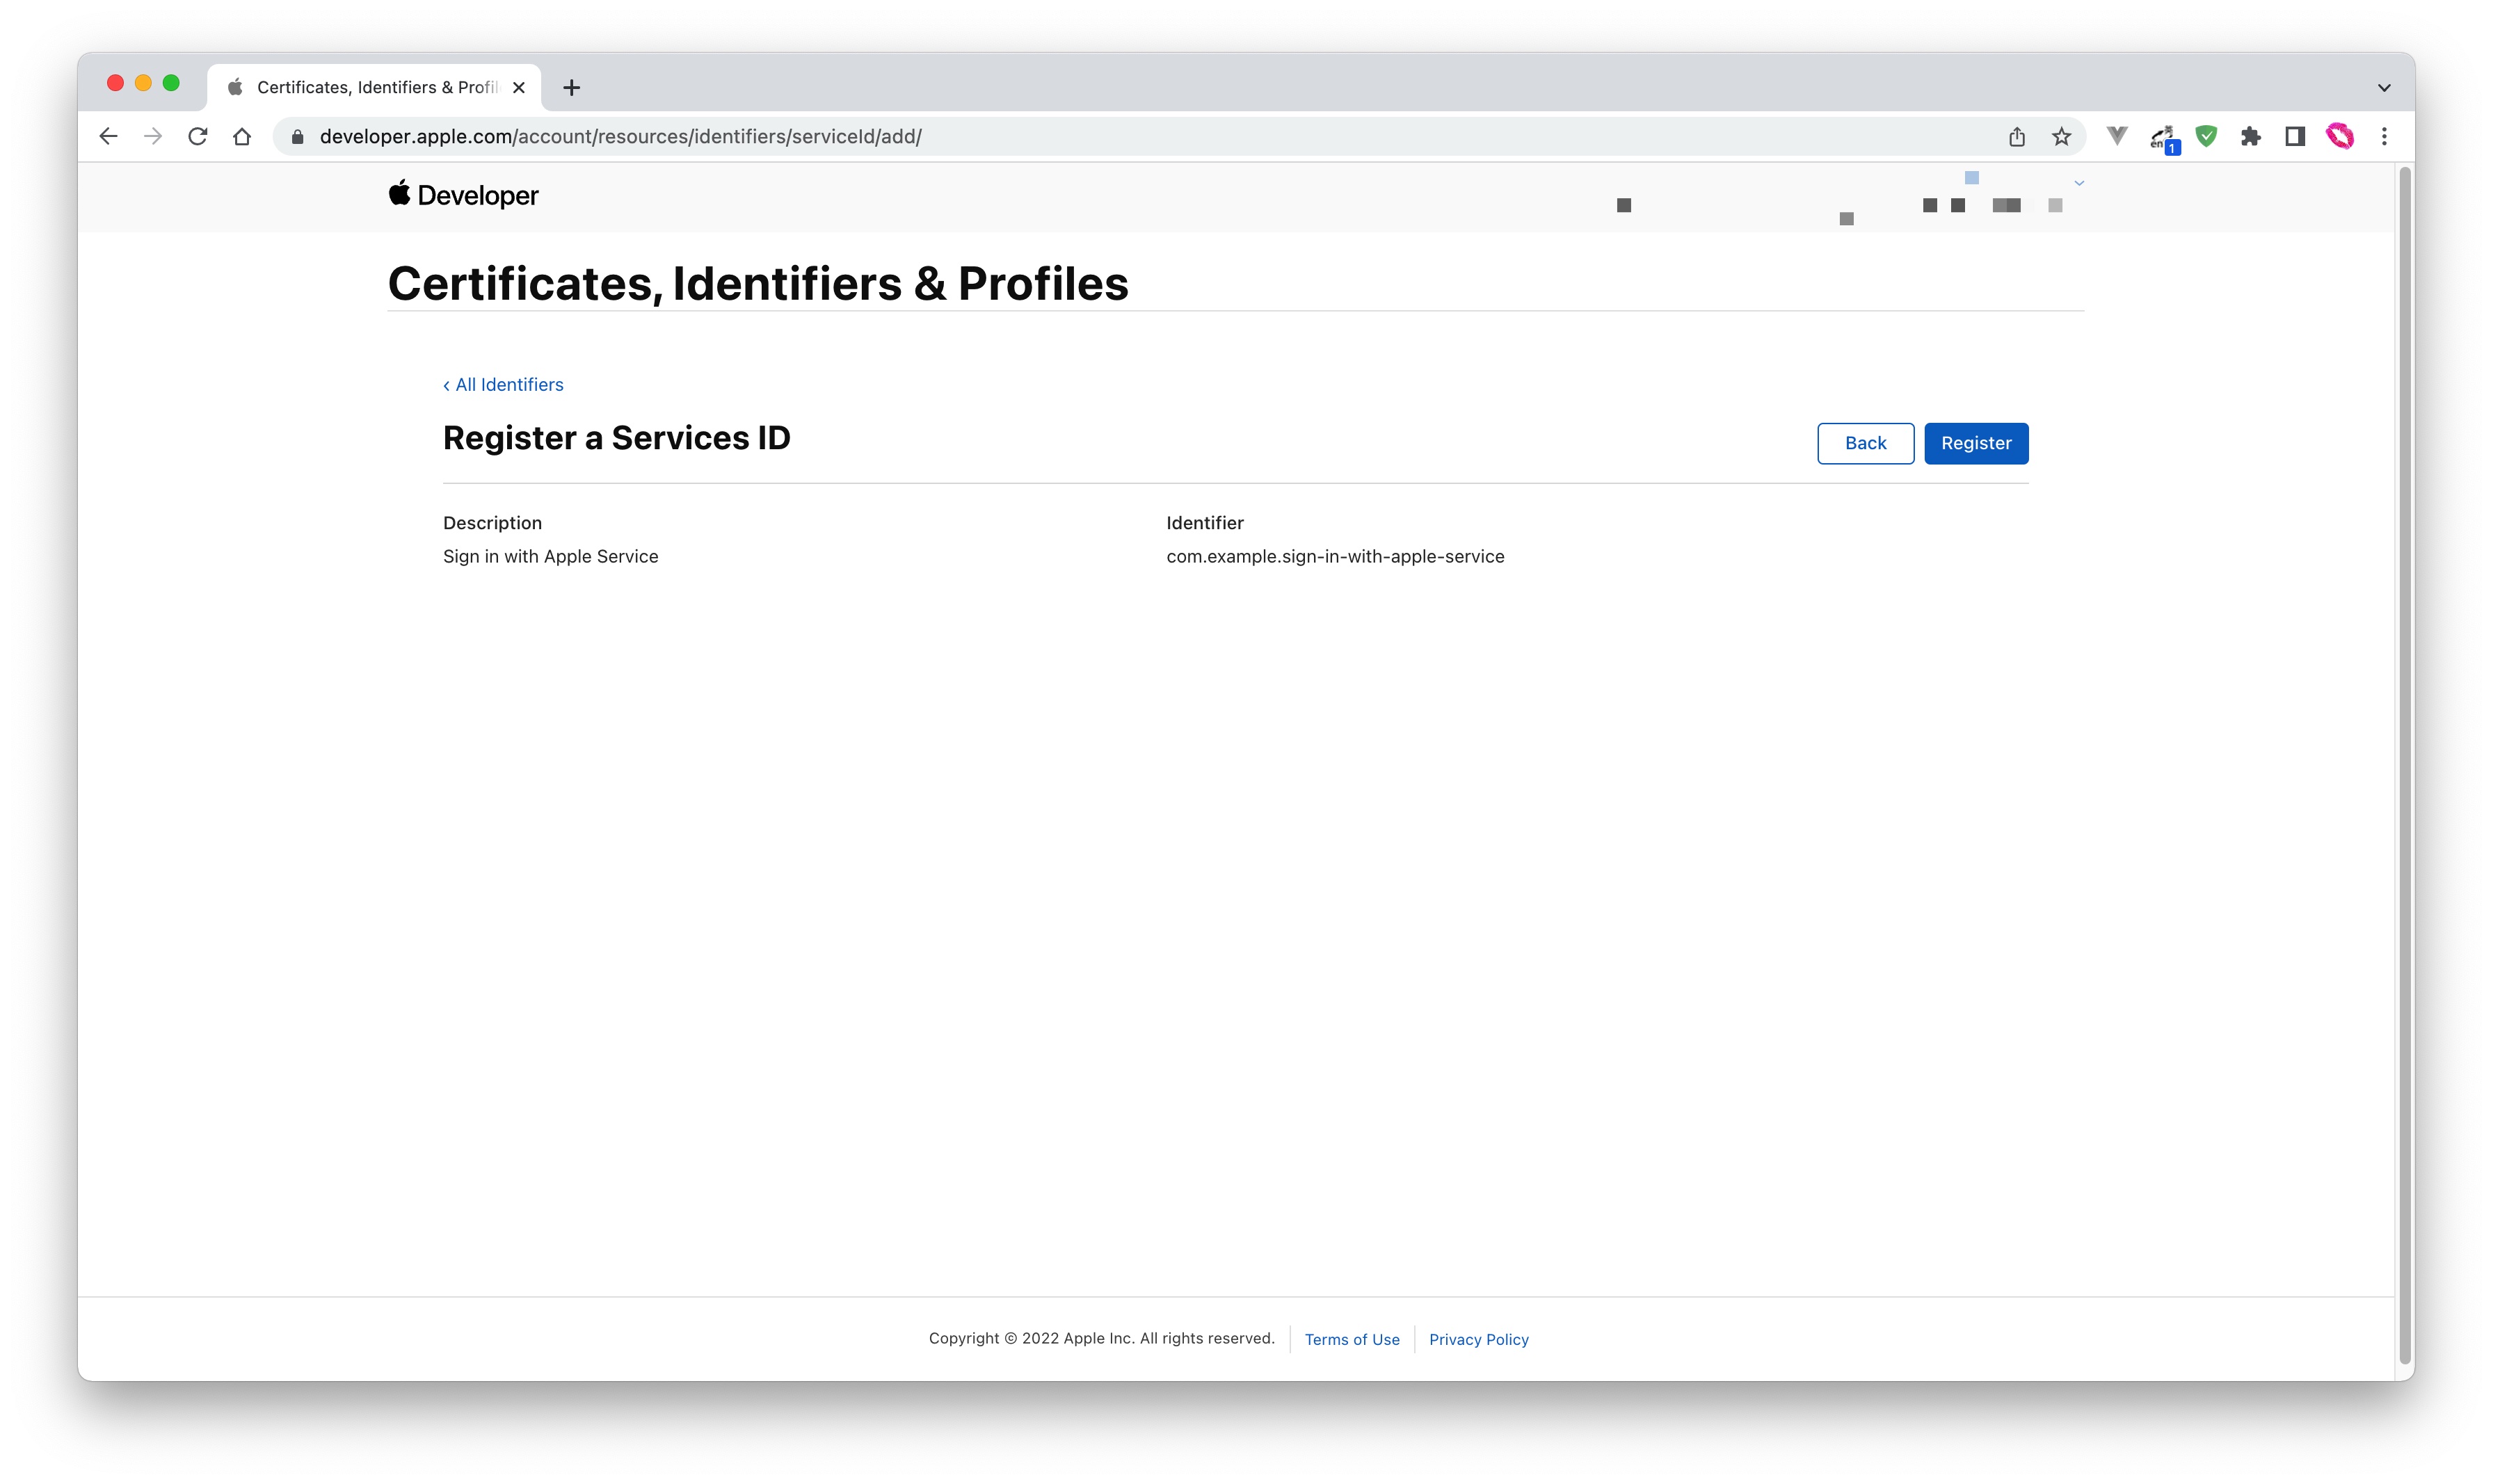 Certificates, Identifiers & Profil
developer.apple.com/account/resources/identifiers/serviceId/add/
en
1
Developer
Certificates, Identifiers & Profiles
‹ All Identifiers
Register a Services ID
Back
Register
Description
Identifier
Sign in with Apple Service
com.example.sign-in-with-apple-service
Copyright © 2022 Apple Inc. All rights reserved.
Terms of Use
Privacy Policy